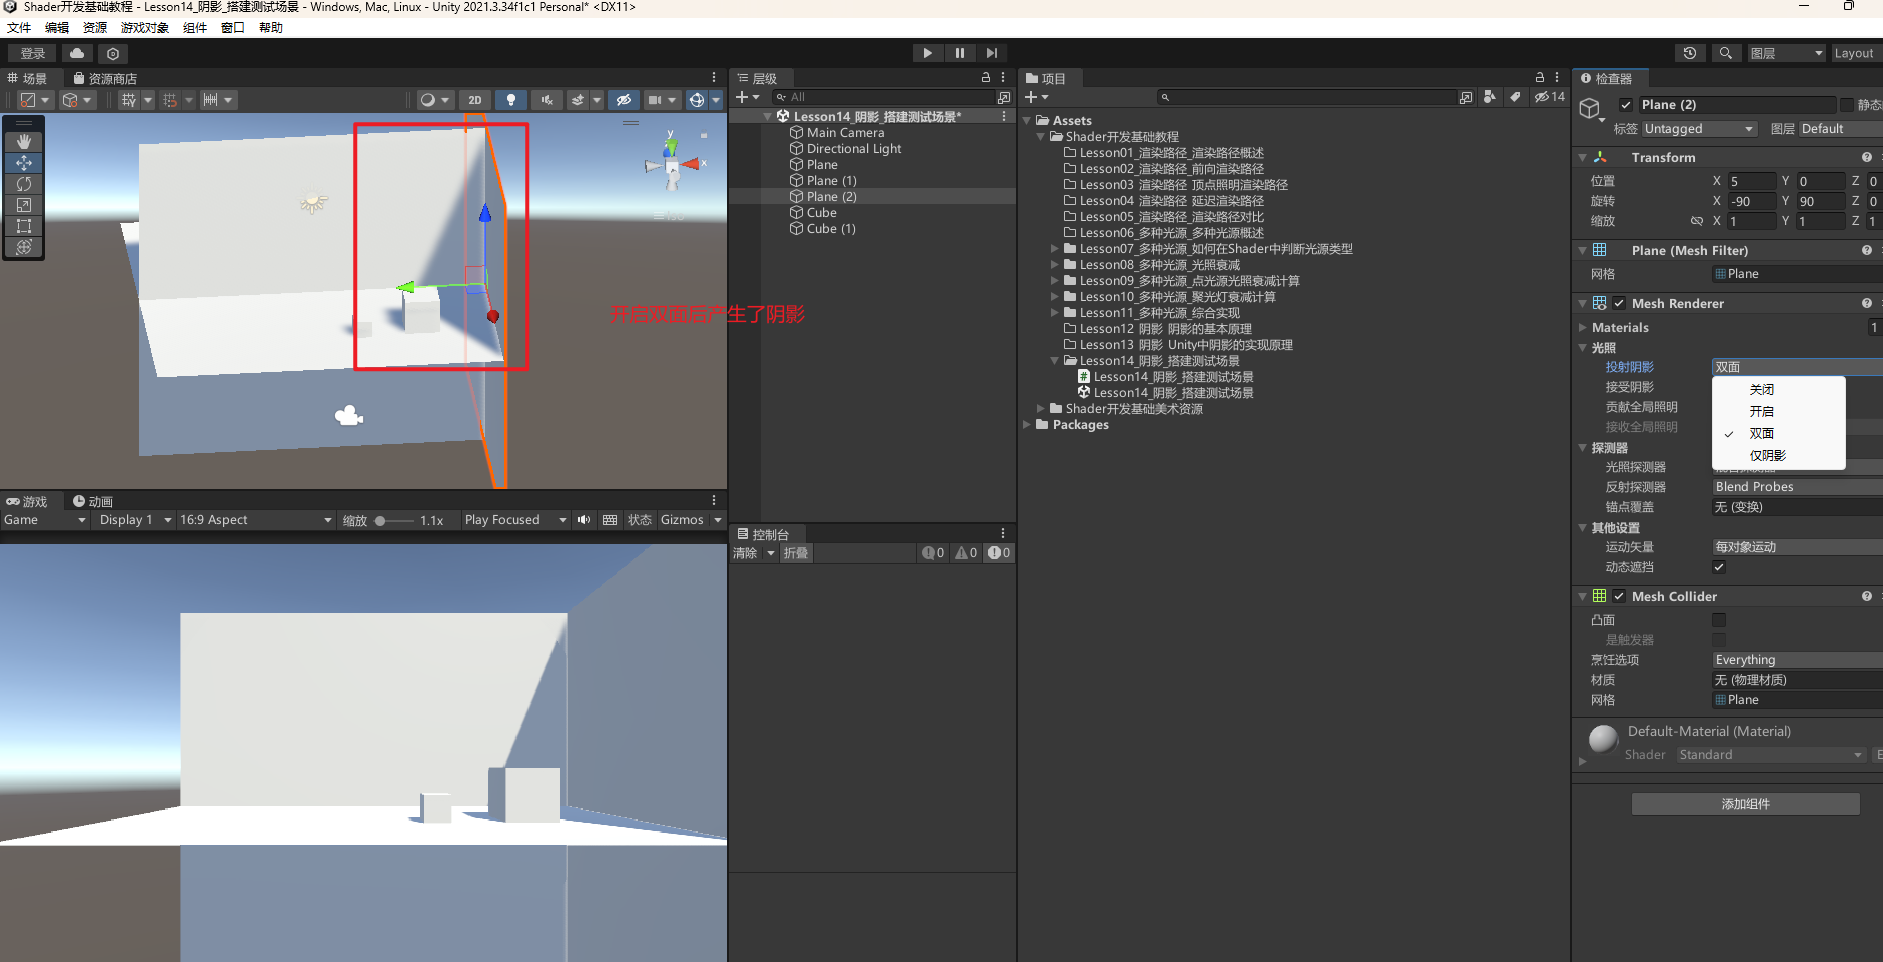 Shader开发基础教程 - Lesson14_阴影_搭建测试场景 - Windows, Mac, Linux - Unity 2021.3.34f1c1 Personal* <DX11>
文件 编辑 资源 游戏对象 组件 窗口 帮助
登录
图层
Layout
场景
资源商店
2D
y
x
开启双面后产生了阴影
游戏
动画
Game
Display 1
16:9 Aspect
缩放
1.1x
Play Focused
状态
Gizmos
层级
All
Lesson14_阴影_搭建测试场景*
Main Camera
Directional Light
Plane
Plane (1)
Plane (2)
Cube
Cube (1)
控制台
清除
折叠
0
0
0
项目
14
Assets
Shader开发基础教程
Lesson01_渲染路径_渲染路径概述
Lesson02_渲染路径_前向渲染路径
Lesson03_渲染路径_顶点照明渲染路径
Lesson04_渲染路径_延迟渲染路径
Lesson05_渲染路径_渲染路径对比
Lesson06_多种光源_多种光源概述
Lesson07_多种光源_如何在Shader中判断光源类型
Lesson08_多种光源_光照衰减
Lesson09_多种光源_点光源光照衰减计算
Lesson10_多种光源_聚光灯衰减计算
Lesson11_多种光源_综合实现
Lesson12_阴影_阴影的基本原理
Lesson13_阴影_Unity中阴影的实现原理
Lesson14_阴影_搭建测试场景
Lesson14_阴影_搭建测试场景
Lesson14_阴影_搭建测试场景
Shader开发基础美术资源
Packages
检查器
Plane (2)
静态
标签 Untagged 图层 Default
Transform
位置 X 5 Y 0 Z 0
旋转 X -90 Y 90 Z 0
缩放 X 1 Y 1 Z 1
Plane (Mesh Filter)
网格 Plane
Mesh Renderer
Materials 1
光照
投射阴影 双面
接受阴影
贡献全局照明
接收全局照明
关闭
开启
双面
仅阴影
探测器
光照探测器
反射探测器 Blend Probes
锚点覆盖 无 (变换)
其他设置
运动矢量 每对象运动
动态遮挡
Mesh Collider
凸面
是触发器
烹饪选项 Everything
材质 无 (物理材质)
网格 Plane
Default-Material (Material)
Shader Standard
E
添加组件